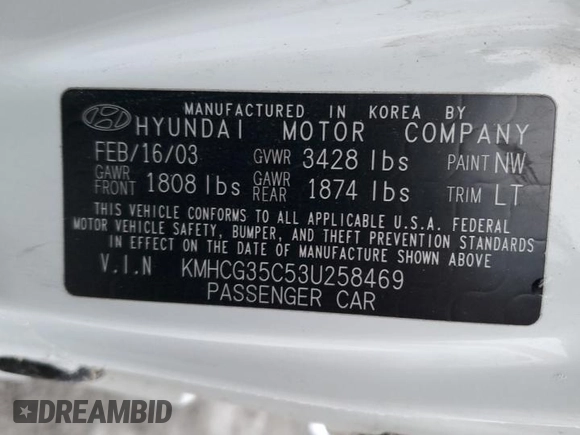 MANUFACTURED IN KOREA BY
HYUNDAI MOTOR COMPANY
FEB/16/03 GVWR 3428 lbs PAINT NW
GAWR FRONT 1808 lbs GAWR REAR 1874 lbs TRIM LT
THIS VEHICLE CONFORMS TO ALL APPLICABLE U.S.A. FEDERAL
MOTOR VEHICLE SAFETY, BUMPER, AND THEFT PREVENTION STANDARDS
IN EFFECT ON THE DATE OF MANUFACTURE SHOWN ABOVE
V.I.N KMHCG35C53U258469
PASSENGER CAR
DREAMBID